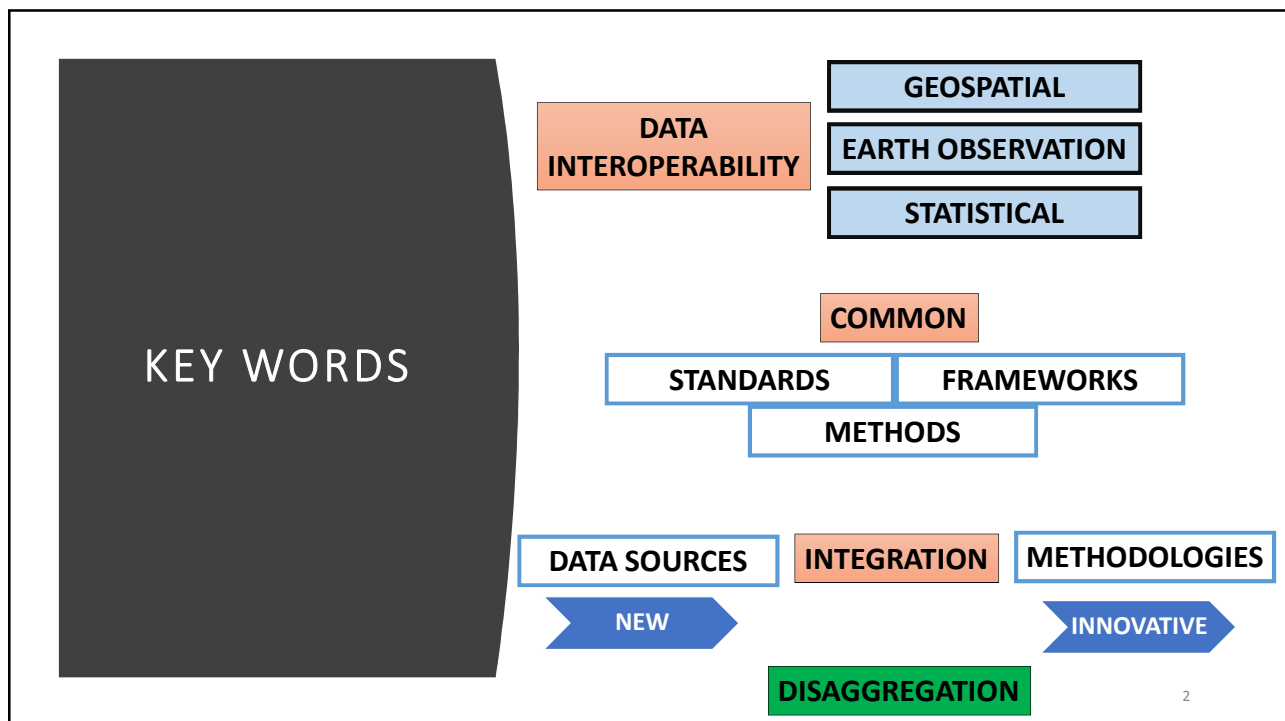 KEY WORDS
DATA
INTEROPERABILITY
GEOSPATIAL
EARTH OBSERVATION
STATISTICAL
COMMON
STANDARDS
FRAMEWORKS
METHODS
DATA SOURCES
INTEGRATION
METHODOLOGIES
NEW
INNOVATIVE
DISAGGREGATION
2